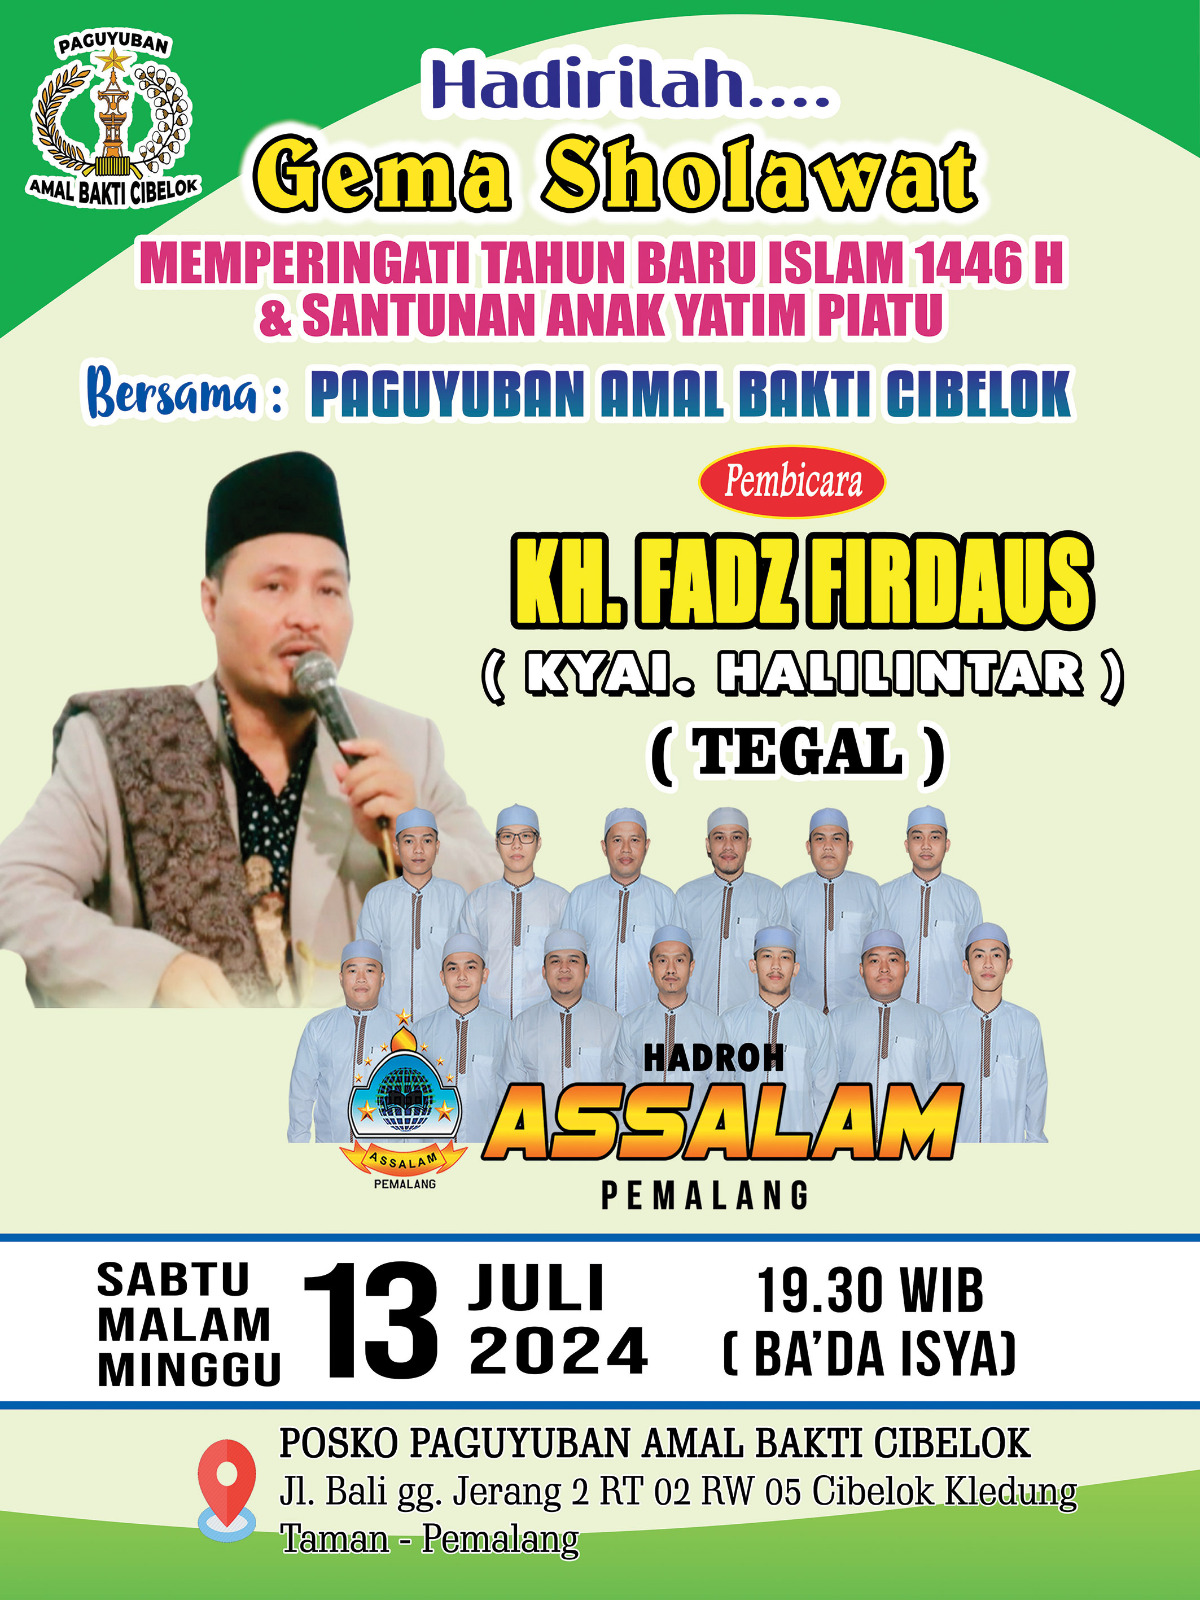 PAGUYUBAN
AMAL BAKTI CIBELOK
Hadirilah....
Gema Sholawat
MEMPERINGATI TAHUN BARU ISLAM 1446 H
& SANTUNAN ANAK YATIM PIATU
Bersama : PAGUYUBAN AMAL BAKTI CIBELOK
Pembicara
KH. FADZ FIRDAUS
( KYAI. HALILINTAR )
( TEGAL )
HADROH
ASSALAM
PEMALANG
ASSALAM
PEMALANG
SABTU
MALAM
MINGGU
13
JULI
2024
19.30 WIB
( BA'DA ISYA)
POSKO PAGUYUBAN AMAL BAKTI CIBELOK
Jl. Bali gg. Jerang 2 RT 02 RW 05 Cibelok Kledung
Taman - Pemalang